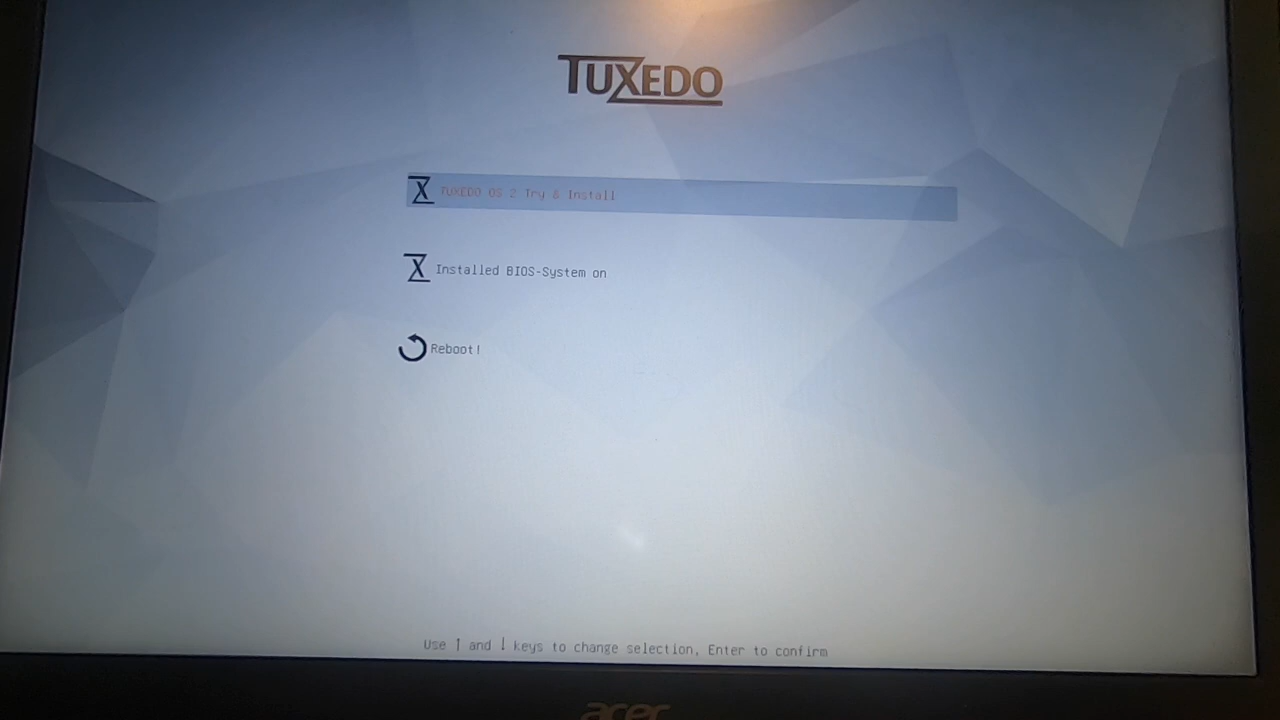 TUXEDO
TUXEDO OS 2 Try & Install
Installed BIOS-System on
Reboot!
Use ↑ and ↓ keys to change selection, Enter to confirm
acer